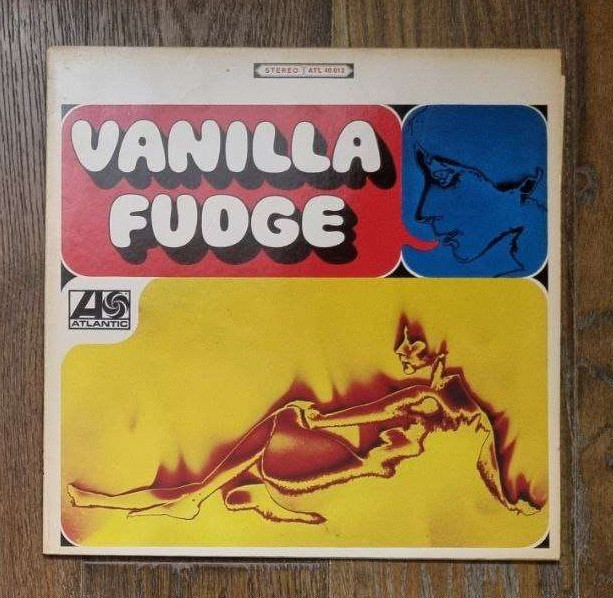 STEREO | ATL 40 012
VANILLA
FUDGE
ATLANTIC